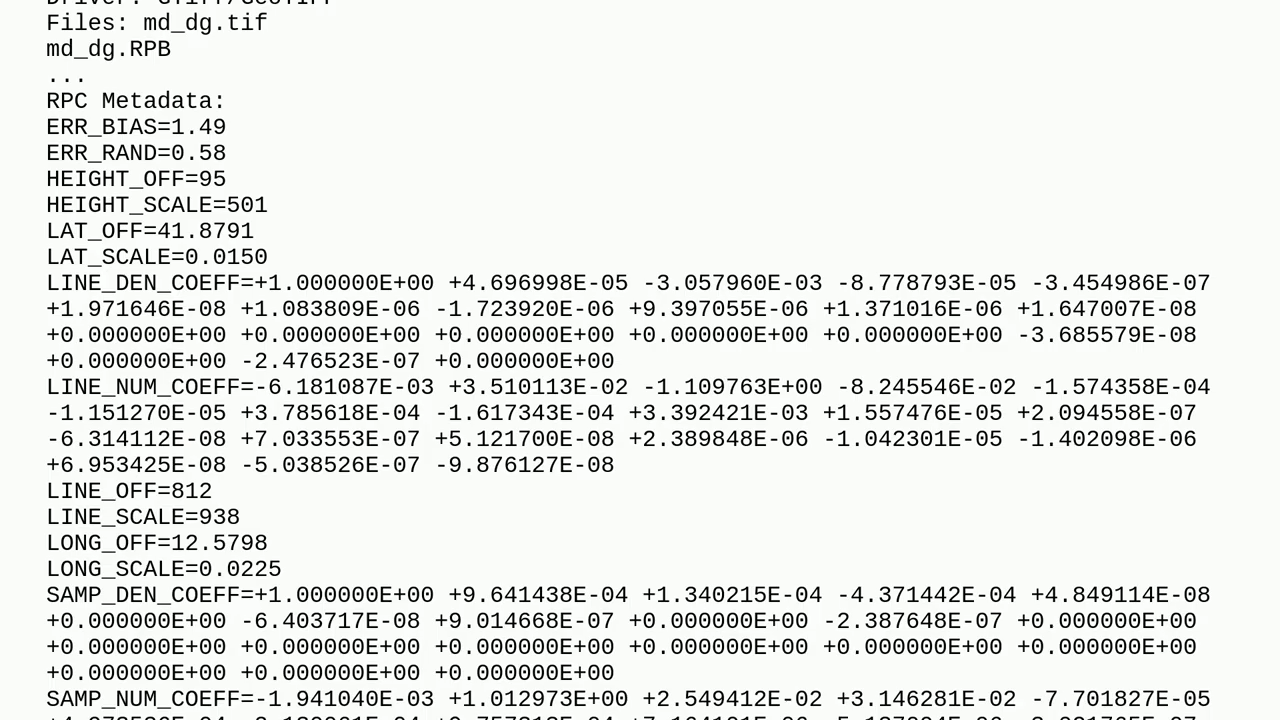 Driver: GTiff/GeoTIFF
Files: md_dg.tif
md_dg.RPB
...
RPC Metadata:
ERR_BIAS=1.49
ERR_RAND=0.58
HEIGHT_OFF=95
HEIGHT_SCALE=501
LAT_OFF=41.8791
LAT_SCALE=0.0150
LINE_DEN_COEFF=+1.000000E+00 +4.696998E-05 -3.057960E-03 -8.778793E-05 -3.454986E-07
+1.971646E-08 +1.083809E-06 -1.723920E-06 +9.397055E-06 +1.371016E-06 +1.647007E-08
+0.000000E+00 +0.000000E+00 +0.000000E+00 +0.000000E+00 +0.000000E+00 -3.685579E-08
+0.000000E+00 -2.476523E-07 +0.000000E+00
LINE_NUM_COEFF=-6.181087E-03 +3.510113E-02 -1.109763E+00 -8.245546E-02 -1.574358E-04
-1.151270E-05 +3.785618E-04 -1.617343E-04 +3.392421E-03 +1.557476E-05 +2.094558E-07
-6.314112E-08 +7.033553E-07 +5.121700E-08 +2.389848E-06 -1.042301E-05 -1.402098E-06
+6.953425E-08 -5.038526E-07 -9.876127E-08
LINE_OFF=812
LINE_SCALE=938
LONG_OFF=12.5798
LONG_SCALE=0.0225
SAMP_DEN_COEFF=+1.000000E+00 +9.641438E-04 +1.340215E-04 -4.371442E-04 +4.849114E-08
+0.000000E+00 -6.403717E-08 +9.014668E-07 +0.000000E+00 -2.387648E-07 +0.000000E+00
+0.000000E+00 +0.000000E+00 +0.000000E+00 +0.000000E+00 +0.000000E+00 +0.000000E+00
+0.000000E+00 +0.000000E+00 +0.000000E+00
SAMP_NUM_COEFF=-1.941040E-03 +1.012973E+00 +2.549412E-02 +3.146281E-02 -7.701827E-05